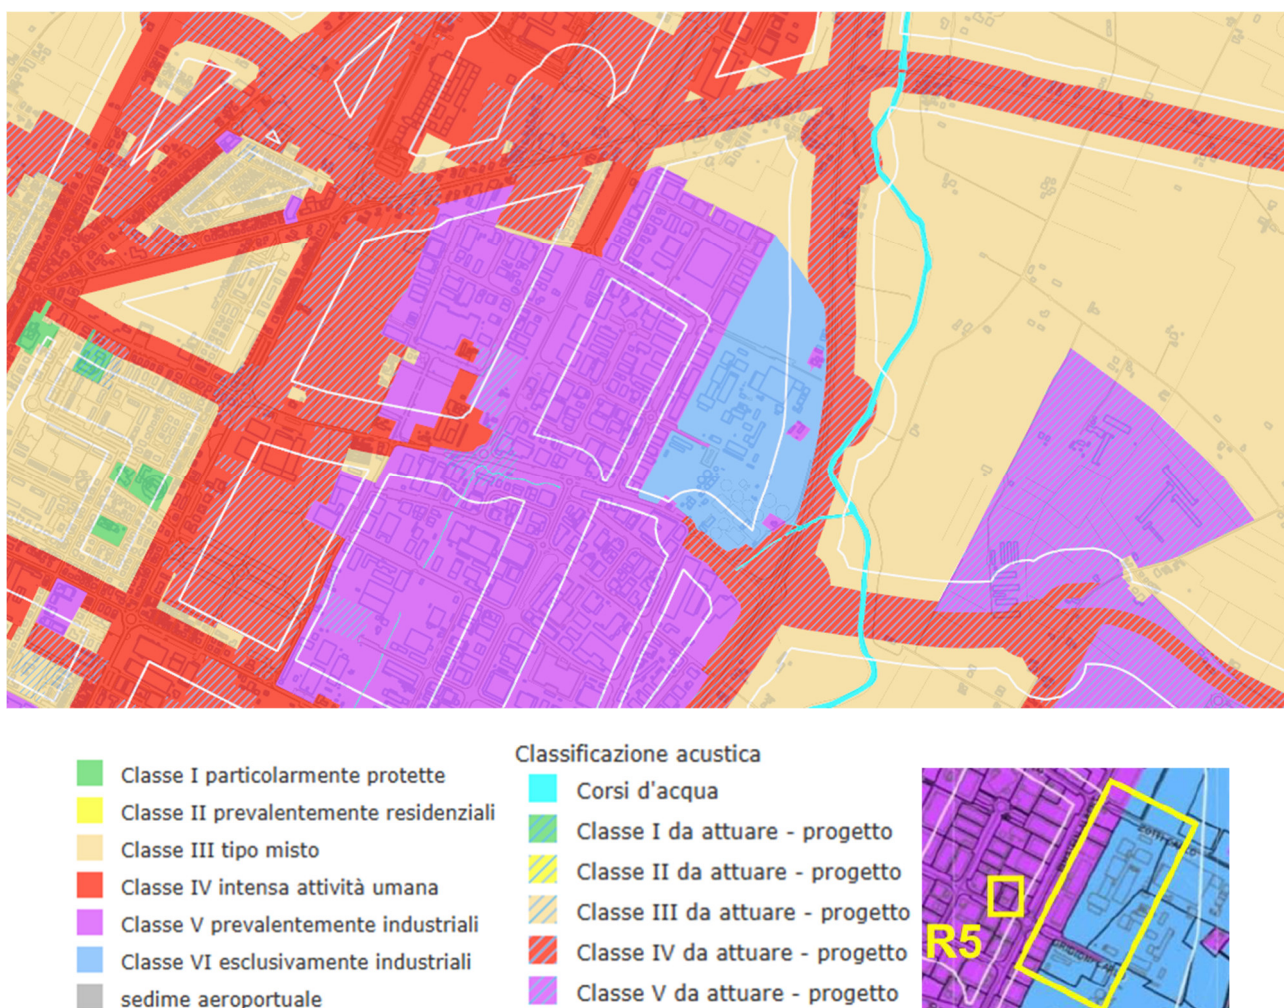 Classe I particolarmente protette
Classe II prevalentemente residenziali
Classe III tipo misto
Classe IV intensa attività umana
Classe V prevalentemente industriali
Classe VI esclusivamente industriali
sedime aeroportuale
Classificazione acustica
Corsi d'acqua
Classe I da attuare - progetto
Classe II da attuare - progetto
Classe III da attuare - progetto
Classe IV da attuare - progetto
Classe V da attuare - progetto
R5